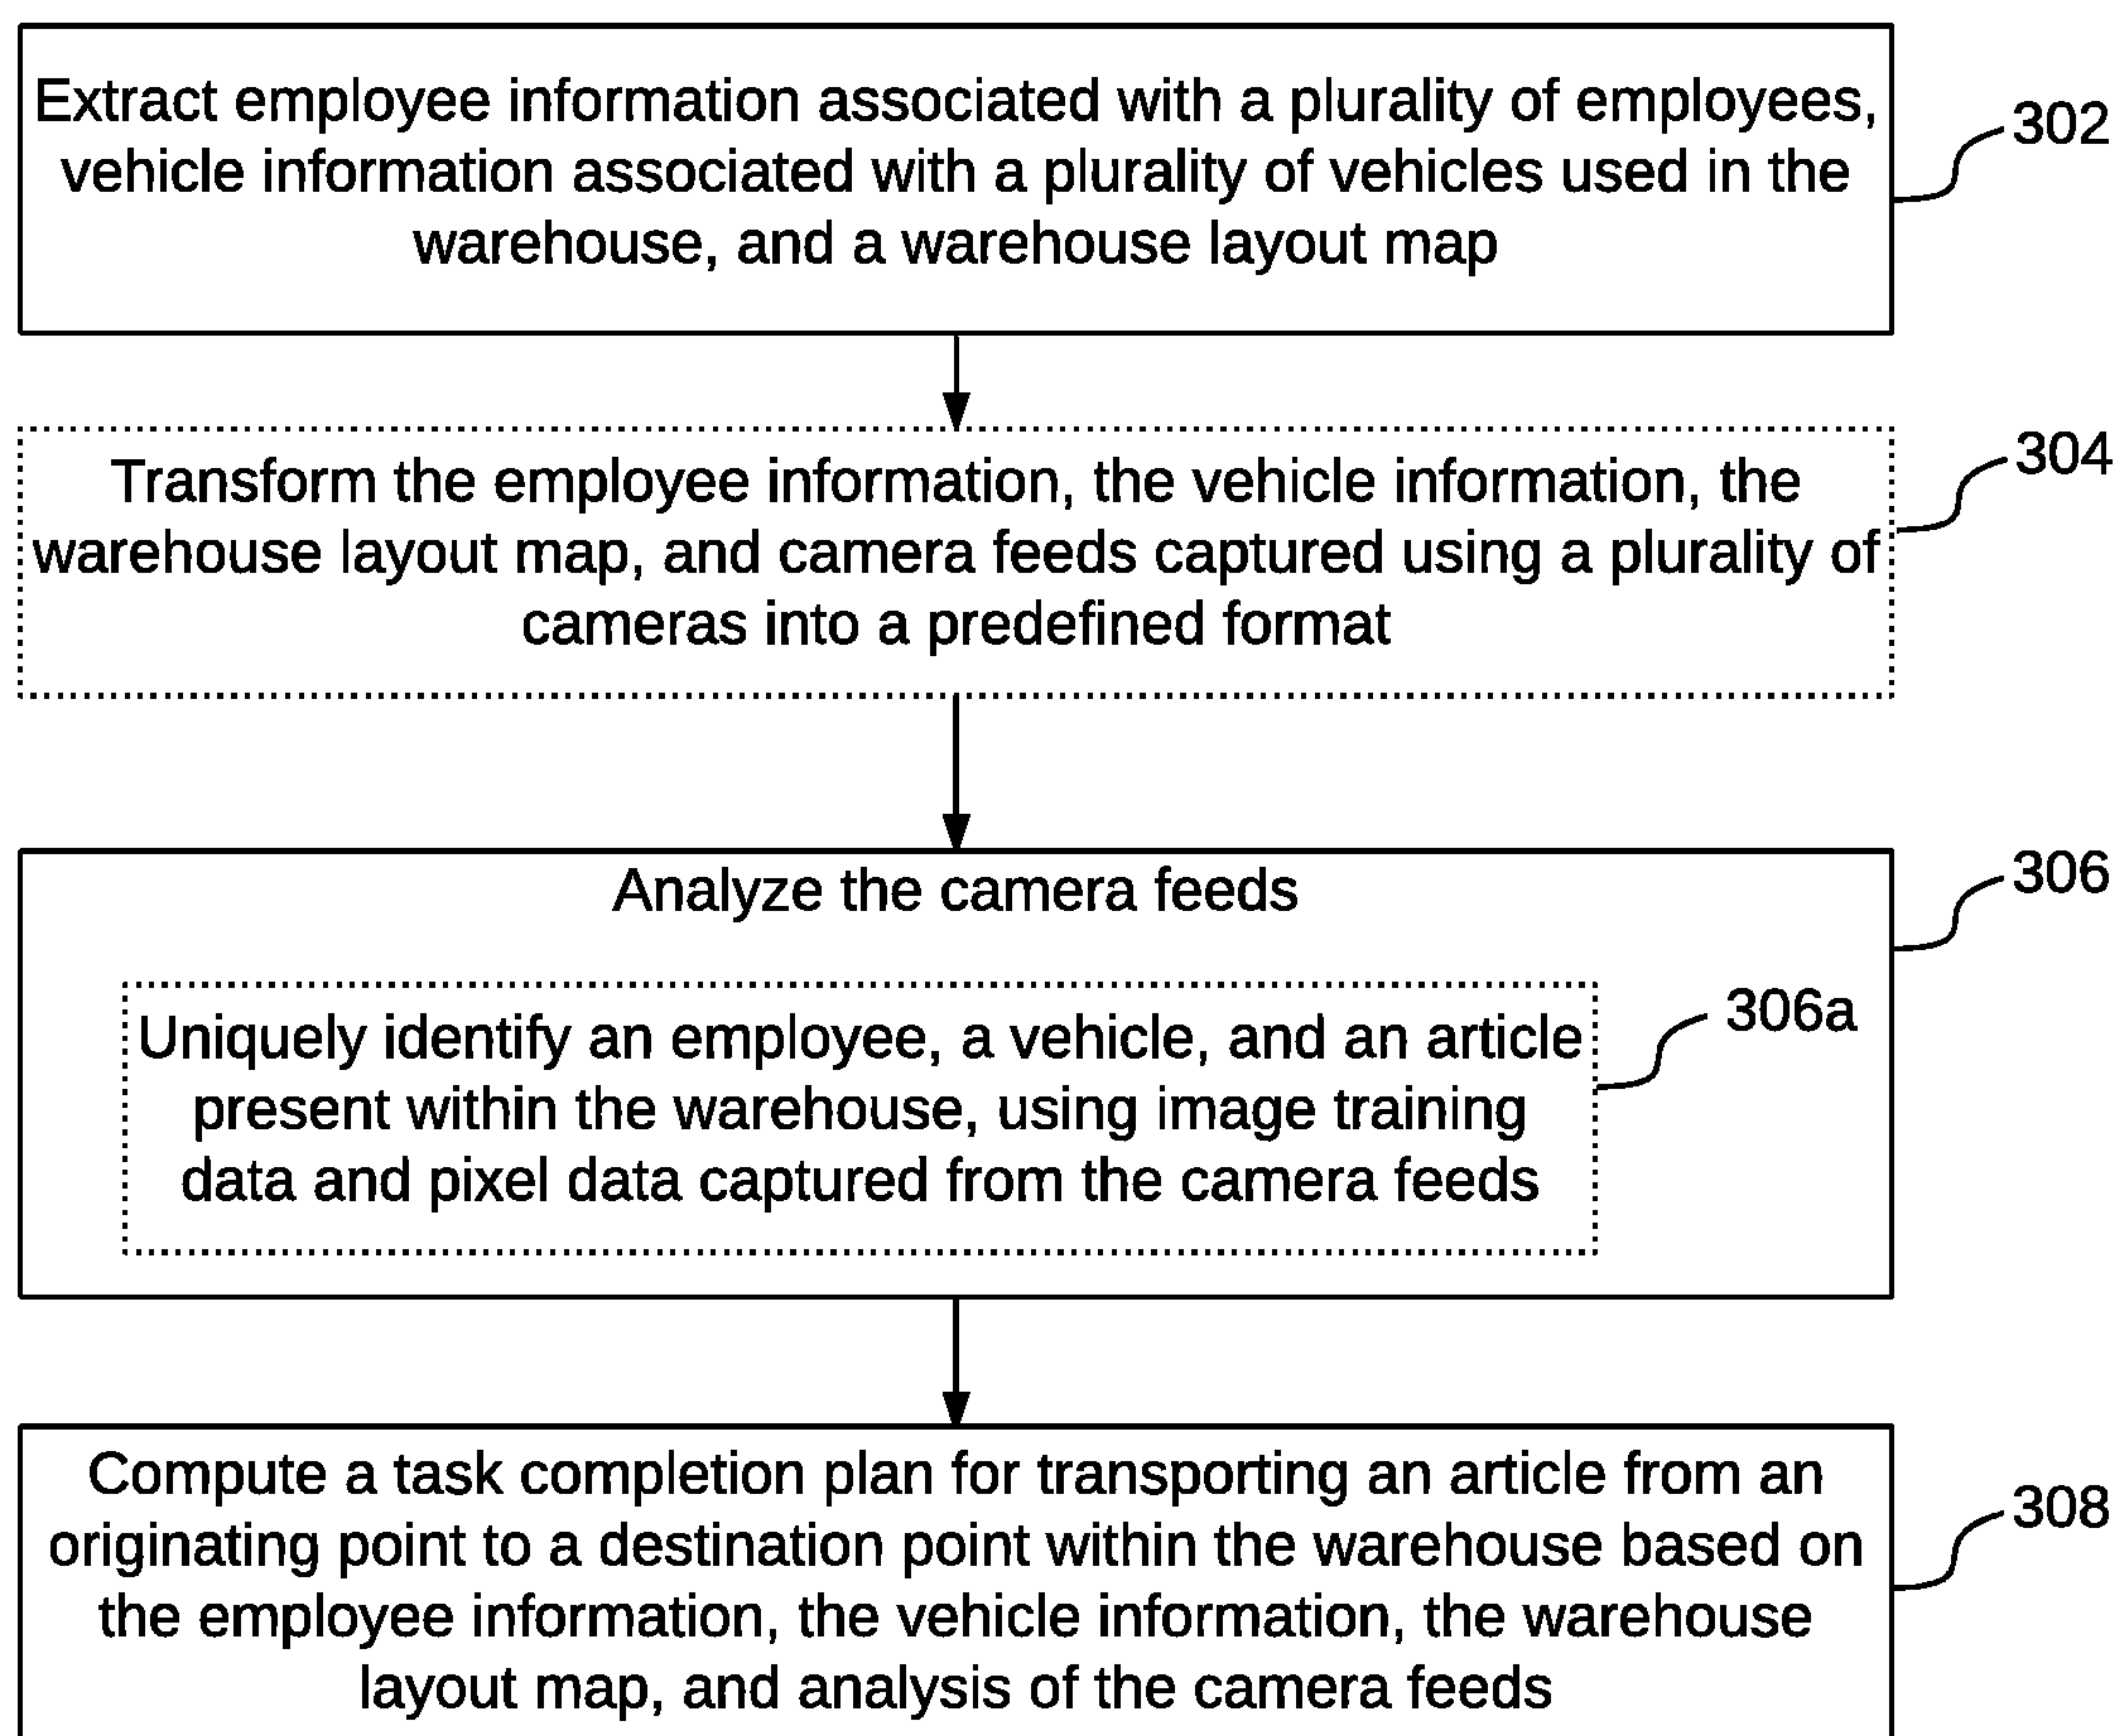 Extract employee information associated with a plurality of employees,
vehicle information associated with a plurality of vehicles used in the
warehouse, and a warehouse layout map
302
Transform the employee information, the vehicle information, the
warehouse layout map, and camera feeds captured using a plurality of
cameras into a predefined format
304
Analyze the camera feeds
306
Uniquely identify an employee, a vehicle, and an article
present within the warehouse, using image training
data and pixel data captured from the camera feeds
306a
Compute a task completion plan for transporting an article from an
originating point to a destination point within the warehouse based on
the employee information, the vehicle information, the warehouse
layout map, and analysis of the camera feeds
308